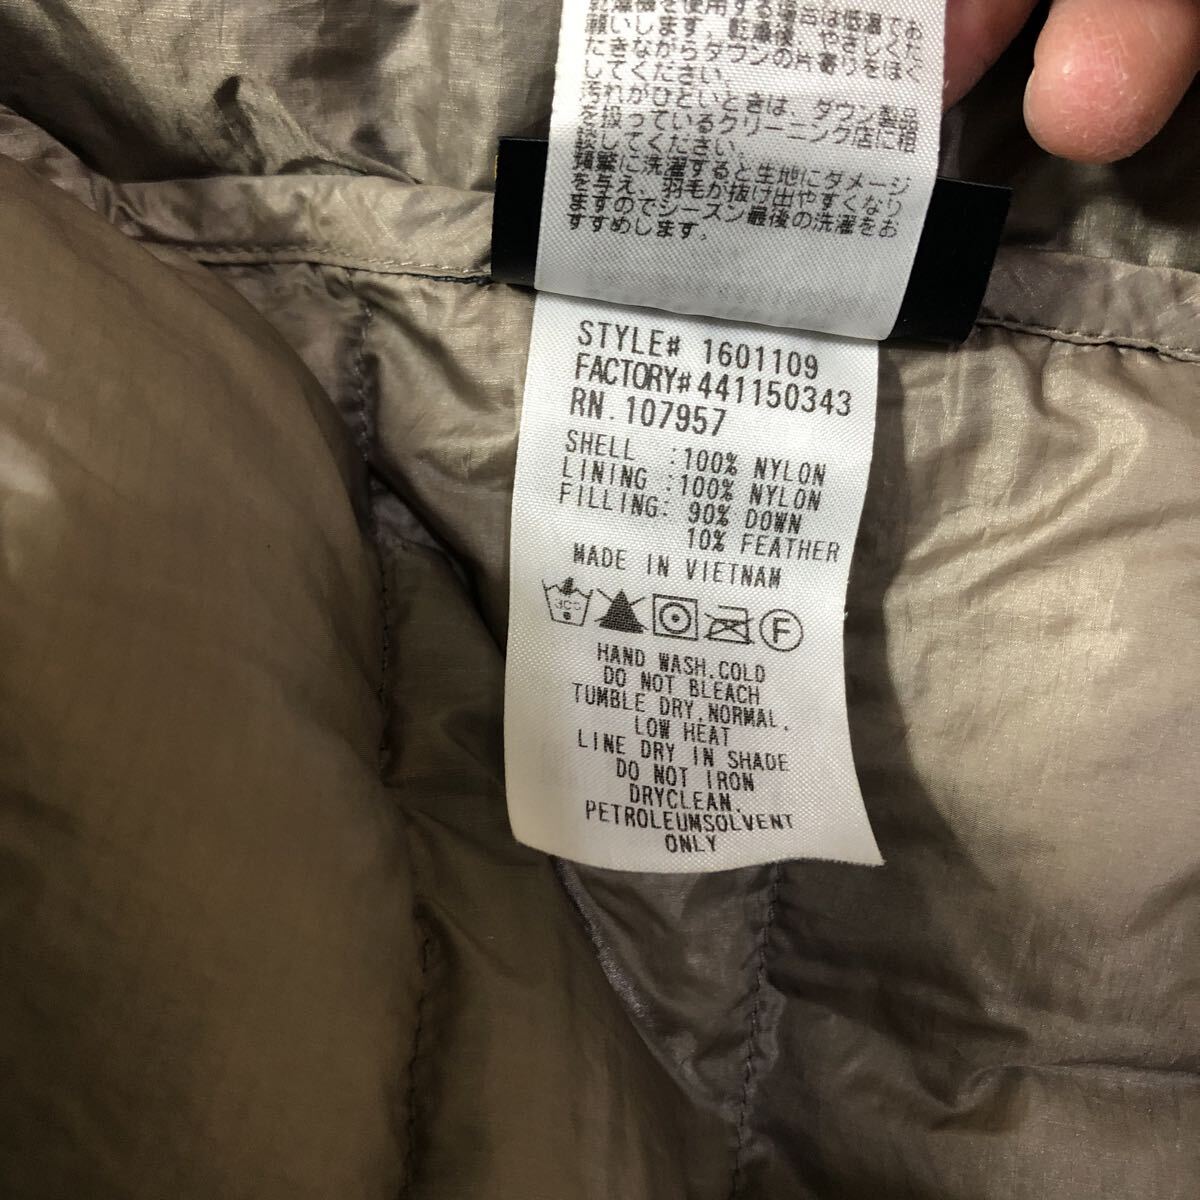 乾燥機を使用する場合は低温でお
願いします。乾燥後はやさしくたたく
たきながらダウンの片寄りをほぐ
してください。
汚れがひどいときは、ダウン製品
を扱っているクリーニング店に相
談してください。
頻繁に洗濯すると生地にダメージ
を与え、羽毛が抜け出やすくなり
ますのでシーズン最後の洗濯をお
すすめします。
STYLE# 1601109
FACTORY#441150343
RN.107957
SHELL :100% NYLON
LINING :100% NYLON
FILLING: 90% DOWN
10% FEATHER
MADE IN VIETNAM
30C
F
HAND WASH.COLD
DO NOT BLEACH
TUMBLE DRY.NORMAL.
LOW HEAT
LINE DRY IN SHADE
DO NOT IRON
DRYCLEAN.
PETROLEUMSOLVENT
ONLY